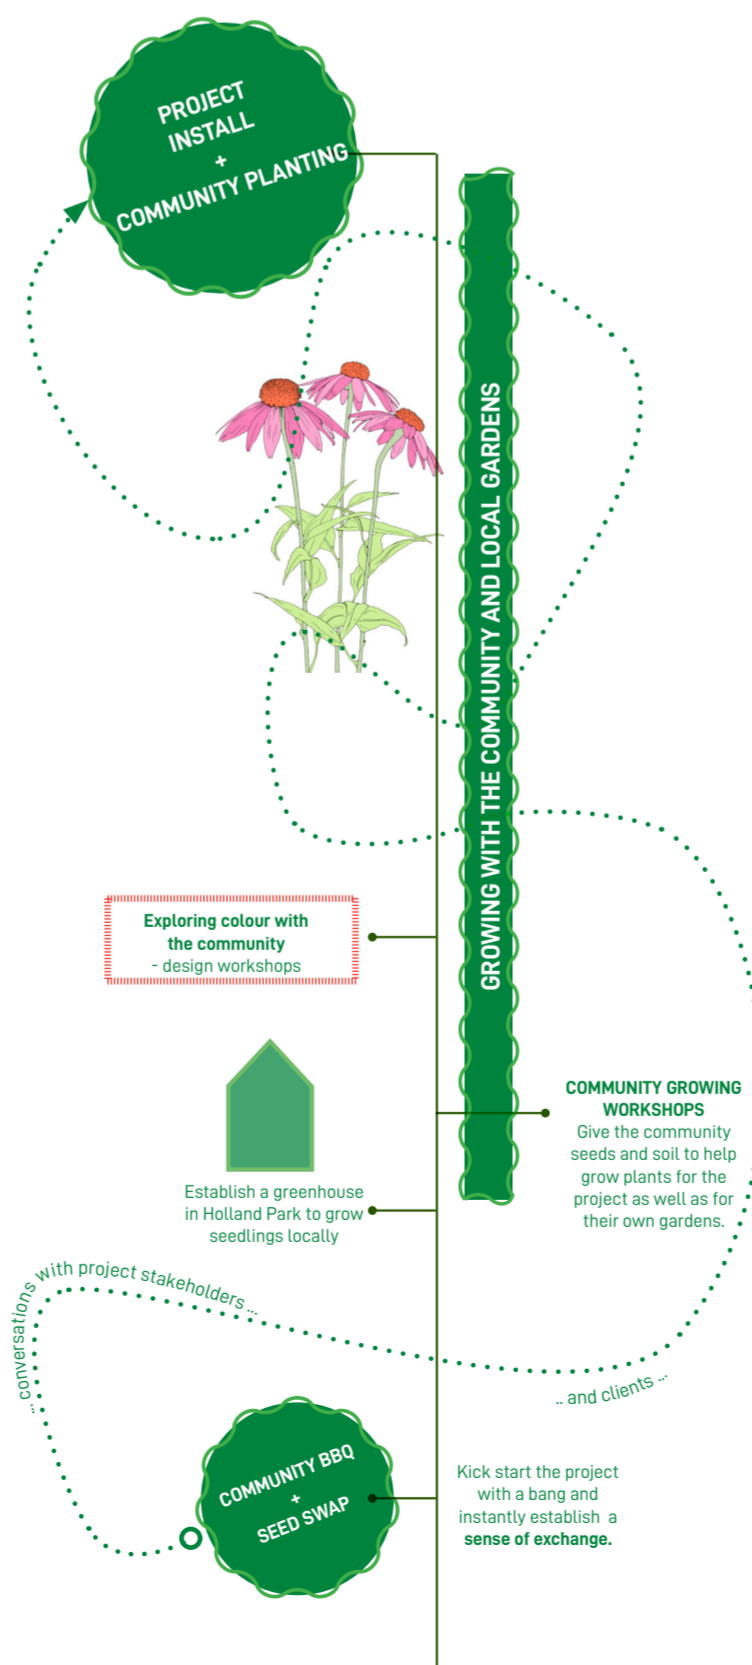 PROJECT
INSTALL
+
COMMUNITY PLANTING
GROWING WITH THE COMMUNITY AND LOCAL GARDENS
Exploring colour with
the community
- design workshops
COMMUNITY GROWING
WORKSHOPS
Give the community
seeds and soil to help
grow plants for the
project as well as for
their own gardens.
Establish a greenhouse
in Holland Park to grow
seedlings locally
... conversations with project stakeholders ...
.. and clients ...
COMMUNITY BBQ
+
SEED SWAP
Kick start the project
with a bang and
instantly establish a
sense of exchange.